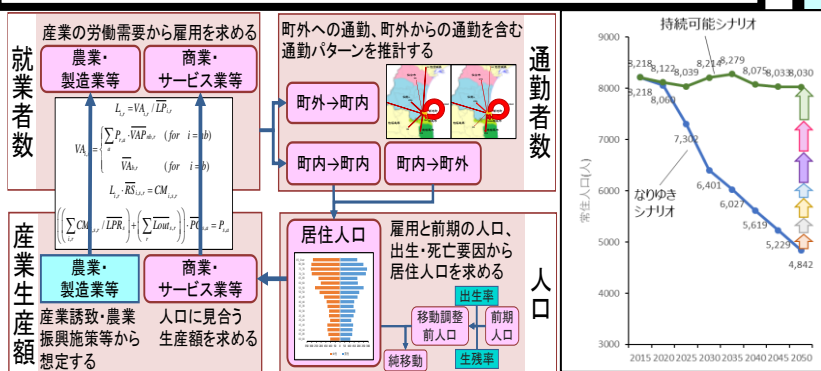 就業者数
産業の労働需要から雇用を求める
農業・
製造業等
商業・
サービス業等
町外への通勤、町外からの通勤を含む
通勤パターンを推計する
町外→町内
町内→町内
町内→町外
通勤者数
産業生産額
農業・
製造業等
商業・
サービス業等
産業誘致・農業
振興施策等から
想定する
人口に見合う
生産額を求める
居住人口
雇用と前期の人口、
出生・死亡要因から
居住人口を求める
出生率
移動調整
前人口
前期
人口
生残率
純移動
人口
持続可能シナリオ
なりゆき
シナリオ
常住人口(人)
9000
8000
7000
6000
5000
4000
3000
8,218
8,122
8,039
8,214
8,279
8,075
8,033
8,030
8,218
8,060
7,302
6,401
6,027
5,619
5,229
4,842
2015 2020 2025 2030 2035 2040 2045 2050